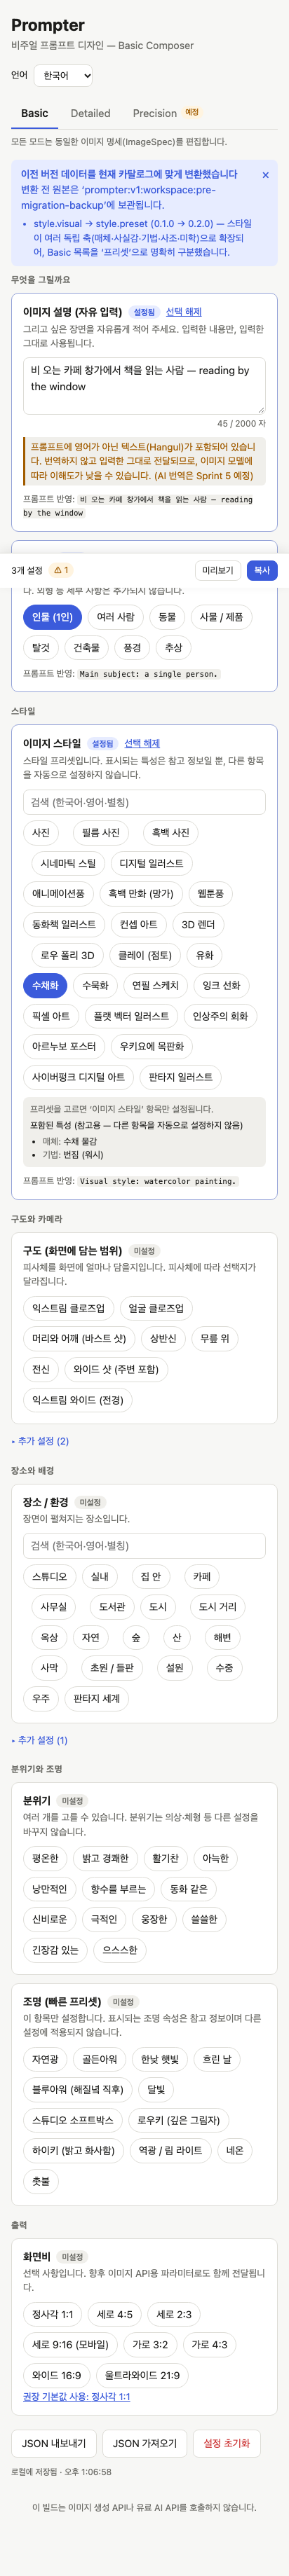 Prompter
비주얼 프롬프트 디자인 — Basic Composer
언어 한국어
Basic Detailed Precision 예정
모든 모드는 동일한 이미지 명세(ImageSpec)를 편집합니다.
이전 버전 데이터를 현재 카탈로그에 맞게 변환했습니다 ×
변환 전 원본은 ‘prompter:v1:workspace:pre-
migration-backup’에 보관됩니다.
• style.visual → style.preset (0.1.0 → 0.2.0) — 스타일
이 여러 독립 축(매체·사실감·기법·사조·미학)으로 확장되
어, Basic 목록을 ‘프리셋’으로 명확히 구분했습니다.
무엇을 그릴까요
이미지 설명 (자유 입력) 설정됨 선택 해제
그리고 싶은 장면을 자유롭게 적어 주세요. 입력한 내용만, 입력한
그대로 사용됩니다.
비 오는 카페 창가에서 책을 읽는 사람 — reading
by the window
45 / 2000 자
프롬프트에 영어가 아닌 텍스트(Hangul)가 포함되어 있습니
다. 번역하지 않고 입력한 그대로 전달되므로, 이미지 모델에
따라 이해도가 낮을 수 있습니다. (AI 번역은 Sprint 5 예정)
프롬프트 반영: 비 오는 카페 창가에서 책을 읽는 사람 — reading
by the window
3개 설정 ⚠ 1 미리보기 복사
다. 외형 등 세부 사항은 추가되지 않습니다.
인물 (1인) 여러 사람 동물 사물 / 제품
탈것 건축물 풍경 추상
프롬프트 반영: Main subject: a single person.
스타일
이미지 스타일 설정됨 선택 해제
스타일 프리셋입니다. 표시되는 특성은 참고 정보일 뿐, 다른 항목
을 자동으로 설정하지 않습니다.
검색 (한국어·영어·별칭)
사진 필름 사진 흑백 사진
시네마틱 스틸 디지털 일러스트
애니메이션풍 흑백 만화 (망가) 웹툰풍
동화책 일러스트 컨셉 아트 3D 렌더
로우 폴리 3D 클레이 (점토) 유화
수채화 수묵화 연필 스케치 잉크 선화
픽셀 아트 플랫 벡터 일러스트 인상주의 회화
아르누보 포스터 우키요에 목판화
사이버펑크 디지털 아트 판타지 일러스트
프리셋을 고르면 ‘이미지 스타일’ 항목만 설정됩니다.
포함된 특성 (참고용 — 다른 항목을 자동으로 설정하지 않음)
• 매체: 수채 물감
• 기법: 번짐 (워시)
프롬프트 반영: Visual style: watercolor painting.
구도와 카메라
구도 (화면에 담는 범위) 미설정
피사체를 화면에 얼마나 담을지입니다. 피사체에 따라 선택지가
달라집니다.
익스트림 클로즈업 얼굴 클로즈업
머리와 어깨 (바스트 샷) 상반신 무릎 위
전신 와이드 샷 (주변 포함)
익스트림 와이드 (전경)
▸ 추가 설정 (2)
장소와 배경
장소 / 환경 미설정
장면이 펼쳐지는 장소입니다.
검색 (한국어·영어·별칭)
스튜디오 실내 집 안 카페
사무실 도서관 도시 도시 거리
옥상 자연 숲 산 해변
사막 초원 / 들판 설원 수중
우주 판타지 세계
▸ 추가 설정 (1)
분위기와 조명
분위기 미설정
여러 개를 고를 수 있습니다. 분위기는 의상·체형 등 다른 설정을
바꾸지 않습니다.
평온한 밝고 경쾌한 활기찬 아늑한
낭만적인 향수를 부르는 동화 같은
신비로운 극적인 웅장한 쓸쓸한
긴장감 있는 으스스한
조명 (빠른 프리셋) 미설정
이 항목만 설정합니다. 표시되는 조명 속성은 참고 정보이며 다른
설정에 적용되지 않습니다.
자연광 골든아워 한낮 햇빛 흐린 날
블루아워 (해질녘 직후) 달빛
스튜디오 소프트박스 로우키 (깊은 그림자)
하이키 (밝고 화사함) 역광 / 림 라이트 네온
촛불
출력
화면비 미설정
선택 사항입니다. 향후 이미지 API용 파라미터로도 함께 전달됩니
다.
정사각 1:1 세로 4:5 세로 2:3
세로 9:16 (모바일) 가로 3:2 가로 4:3
와이드 16:9 울트라와이드 21:9
권장 기본값 사용: 정사각 1:1
JSON 내보내기 JSON 가져오기 설정 초기화
로컬에 저장됨 · 오후 1:06:58
이 빌드는 이미지 생성 API나 유료 AI API를 호출하지 않습니다.